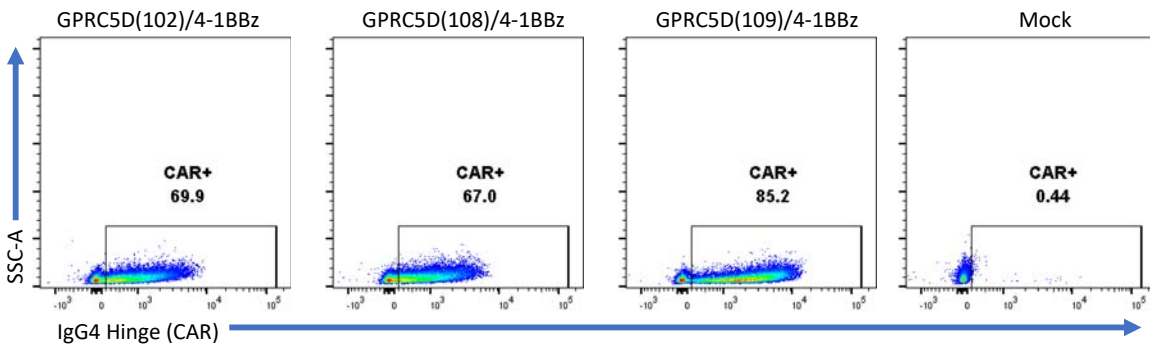 GPRC5D(102)/4-1BBz GPRC5D(108)/4-1BBz GPRC5D(109)/4-1BBz Mock
CAR+ CAR+ CAR+ CAR+
69.9 67.0 85.2 0.44
SSC-A
-10³ 0 10³ 10⁴ 10⁵ -10³ 0 10³ 10⁴ 10⁵ -10³ 0 10³ 10⁴ 10⁵ -10³ 0 10³ 10⁴ 10⁵
IgG4 Hinge (CAR)